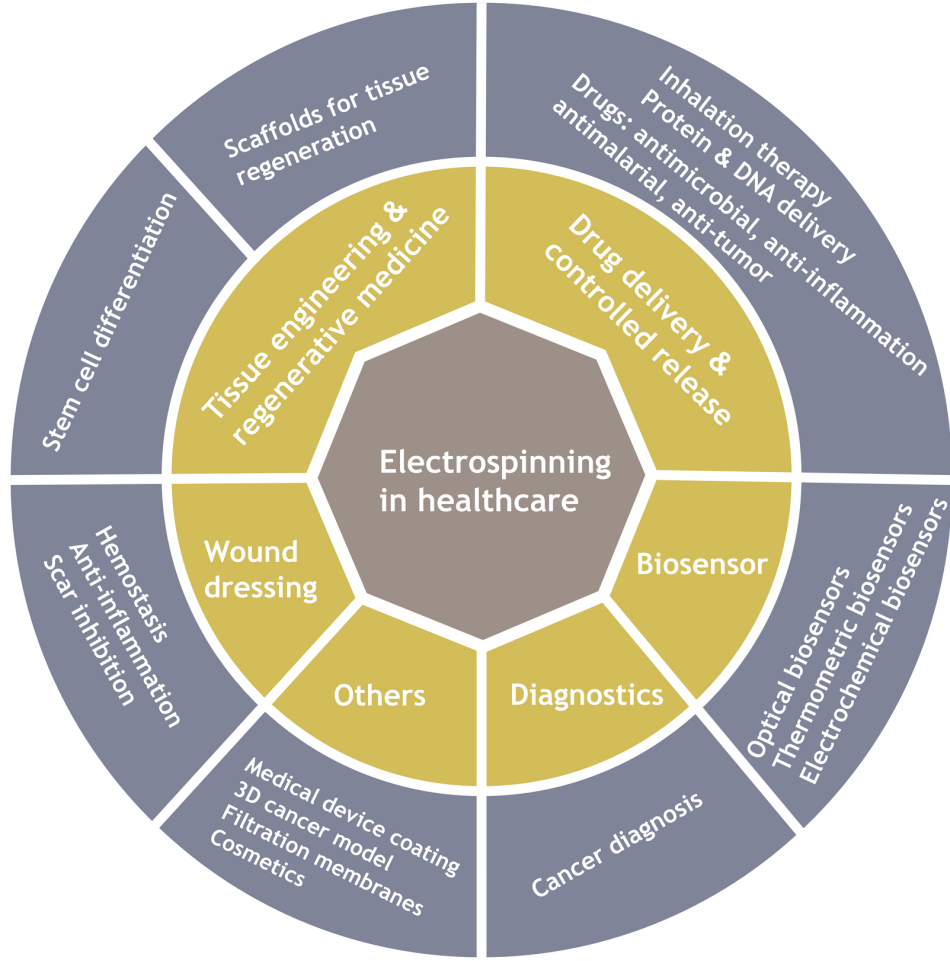 Scaffolds for tissue
regeneration
Inhalation therapy
Protein & DNA delivery
Drugs: antimicrobial, anti-inflammation
antimalarial, anti-tumor
Stem cell differentiation
Tissue engineering &
regenerative medicine
Drug delivery &
controlled release
Electrospinning
in healthcare
Wound
dressing
Biosensor
Hemostasis
Anti-inflammation
Scar inhibition
Optical biosensors
Thermometric biosensors
Electrochemical biosensors
Others
Diagnostics
Medical device coating
3D cancer model
Filtration membranes
Cosmetics
Cancer diagnosis